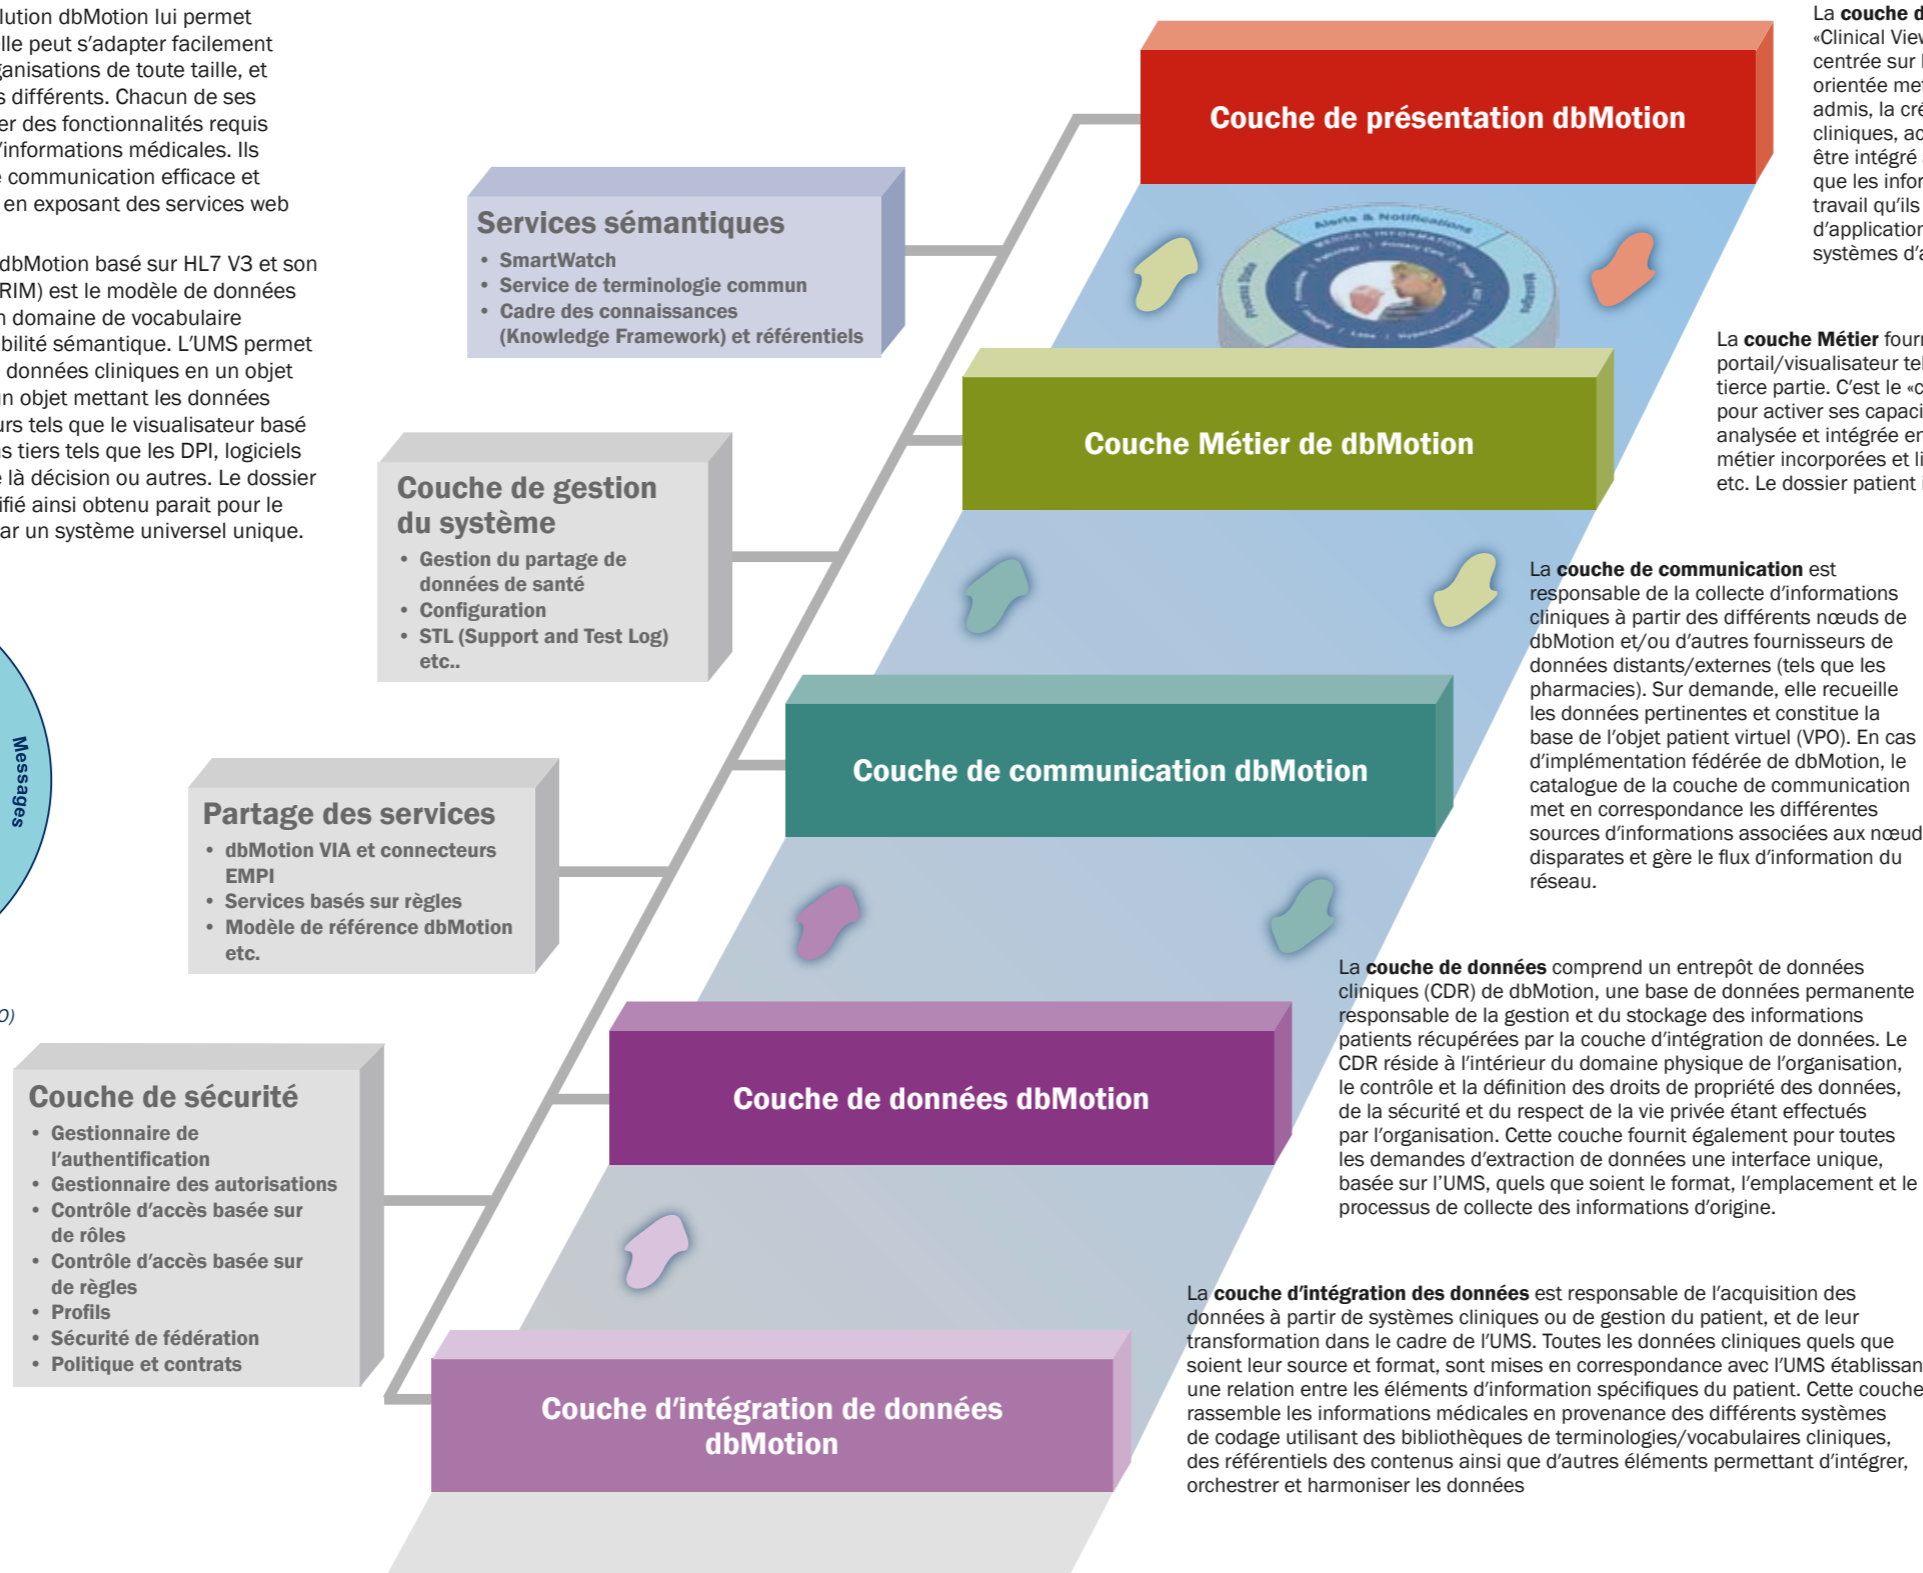 lution dbMotion lui permet
lle peut s’adapter facilement
ganisations de toute taille, et
s différents. Chacun de ses
er des fonctionnalités requis
’informations médicales. Ils
e communication efficace et
en exposant des services web
dbMotion basé sur HL7 V3 et son
RIM) est le modèle de données
n domaine de vocabulaire
bilité sémantique. L’UMS permet
e données cliniques en un objet
un objet mettant les données
urs tels que le visualisateur basé
ns tiers tels que les DPI, logiciels
e là décision ou autres. Le dossier
ifié ainsi obtenu parait pour le
ar un système universel unique.
Messages
O)
Services sémantiques
• SmartWatch
• Service de terminologie commun
• Cadre des connaissances
(Knowledge Framework) et référentiels
Couche de gestion
du système
• Gestion du partage de
données de santé
• Configuration
• STL (Support and Test Log)
etc..
Partage des services
• dbMotion VIA et connecteurs
EMPI
• Services basés sur règles
• Modèle de référence dbMotion
etc.
Couche de sécurité
• Gestionnaire de
l’authentification
• Gestionnaire des autorisations
• Contrôle d’accès basée sur
de rôles
• Contrôle d’accès basée sur
de règles
• Profils
• Sécurité de fédération
• Politique et contrats
Couche de présentation dbMotion
Alerts & Notifications
MEDICAL INFORMATION
Process State
Messages
Couche Métier de dbMotion
Couche de communication dbMotion
Couche de données dbMotion
Couche d’intégration de données
dbMotion
La couche d
«Clinical View
centrée sur l
orientée met
admis, la cré
cliniques, ac
être intégré
que les infor
travail qu’ils
d’application
systèmes d’a
La couche Métier fourn
portail/visualisateur tel
tierce partie. C’est le «c
pour activer ses capaci
analysée et intégrée en
métier incorporées et li
etc. Le dossier patient i
La couche de communication est
responsable de la collecte d’informations
cliniques à partir des différents nœuds de
dbMotion et/ou d’autres fournisseurs de
données distants/externes (tels que les
pharmacies). Sur demande, elle recueille
les données pertinentes et constitue la
base de l’objet patient virtuel (VPO). En cas
d’implémentation fédérée de dbMotion, le
catalogue de la couche de communication
met en correspondance les différentes
sources d’informations associées aux nœud
disparates et gère le flux d’information du
réseau.
La couche de données comprend un entrepôt de données
cliniques (CDR) de dbMotion, une base de données permanente
responsable de la gestion et du stockage des informations
patients récupérées par la couche d’intégration de données. Le
CDR réside à l’intérieur du domaine physique de l’organisation,
le contrôle et la définition des droits de propriété des données,
de la sécurité et du respect de la vie privée étant effectués
par l’organisation. Cette couche fournit également pour toutes
les demandes d’extraction de données une interface unique,
basée sur l’UMS, quels que soient le format, l’emplacement et le
processus de collecte des informations d’origine.
La couche d’intégration des données est responsable de l’acquisition des
données à partir de systèmes cliniques ou de gestion du patient, et de leur
transformation dans le cadre de l’UMS. Toutes les données cliniques quels que
soient leur source et format, sont mises en correspondance avec l’UMS établissan
une relation entre les éléments d’information spécifiques du patient. Cette couche
rassemble les informations médicales en provenance des différents systèmes
de codage utilisant des bibliothèques de terminologies/vocabulaires cliniques,
des référentiels des contenus ainsi que d’autres éléments permettant d’intégrer,
orchestrer et harmoniser les données